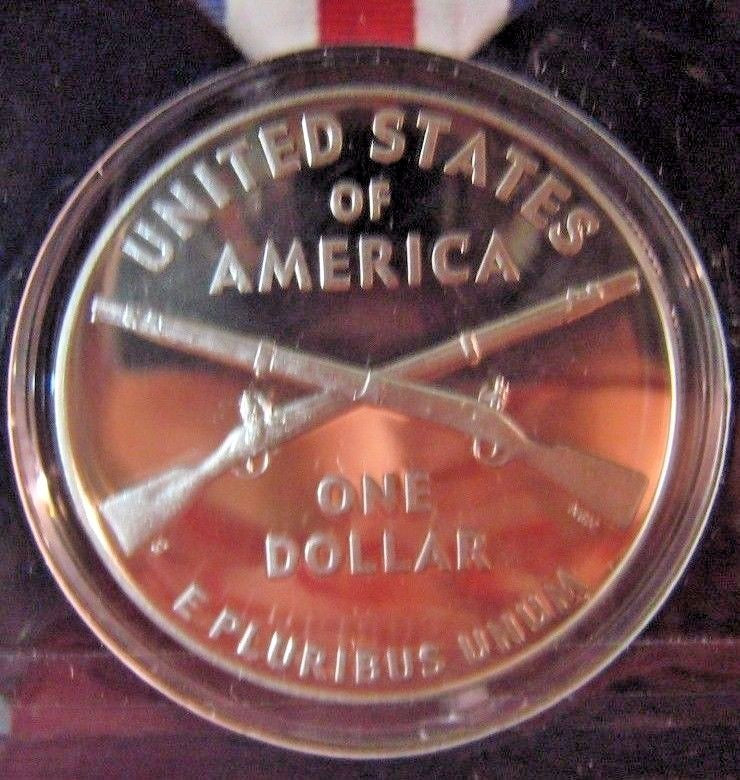 UNITED STATES
OF
AMERICA
ONE
DOLLAR
E PLURIBUS UNUM